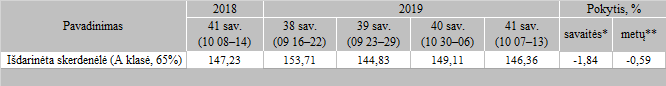 Pavadinimas 2018 2019 Pokytis, %
41 sav. (10 08–14) 38 sav. (09 16–22) 39 sav. (09 23–29) 40 sav. (10 30–06) 41 sav. (10 07–13) savaitės* metų**
Išdarinėta skerdenėlė (A klasė, 65%) 147,23 153,71 144,83 149,11 146,36 -1,84 -0,59